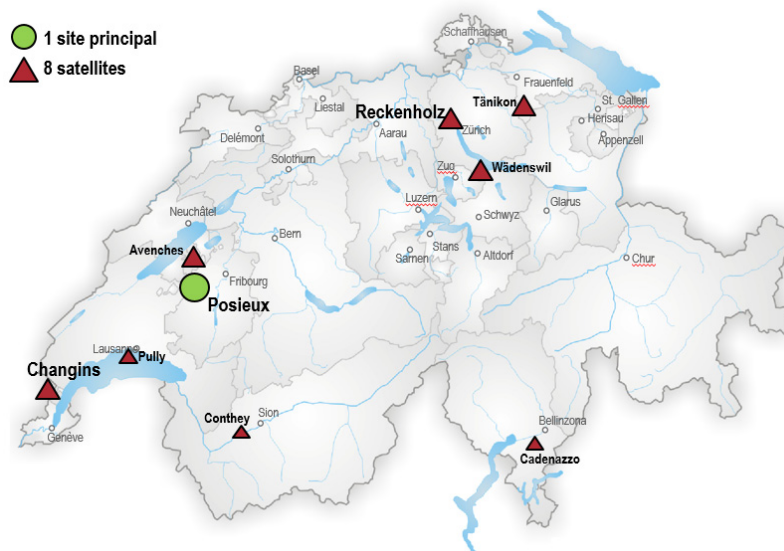 1 site principal
8 satellites
Schaffhausen
Basel
Frauenfeld
Liestal
Tänikon
St. Gallen
Reckenholz
Herisau
Aarau
Zürich
Delémont
Appenzell
Solothurn
Zug
Wädenswil
Luzern
Neuchâtel
Schwyz
Glarus
Bern
Stans
Avenches
Sarnen
Altdorf
Chur
Fribourg
Posieux
Lausanne
Pully
Changins
Conthey
Sion
Bellinzona
Genève
Cadenazzo